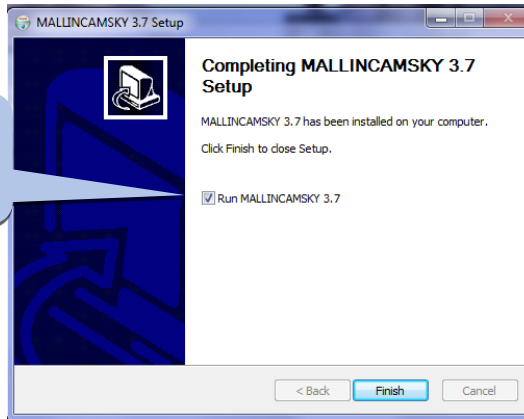 MALLINCAMSKY 3.7 Setup
Completing MALLINCAMSKY 3.7
Setup
MALLINCAMSKY 3.7 has been installed on your computer.
Click Finish to close Setup.
Run MALLINCAMSKY 3.7
< Back
Finish
Cancel